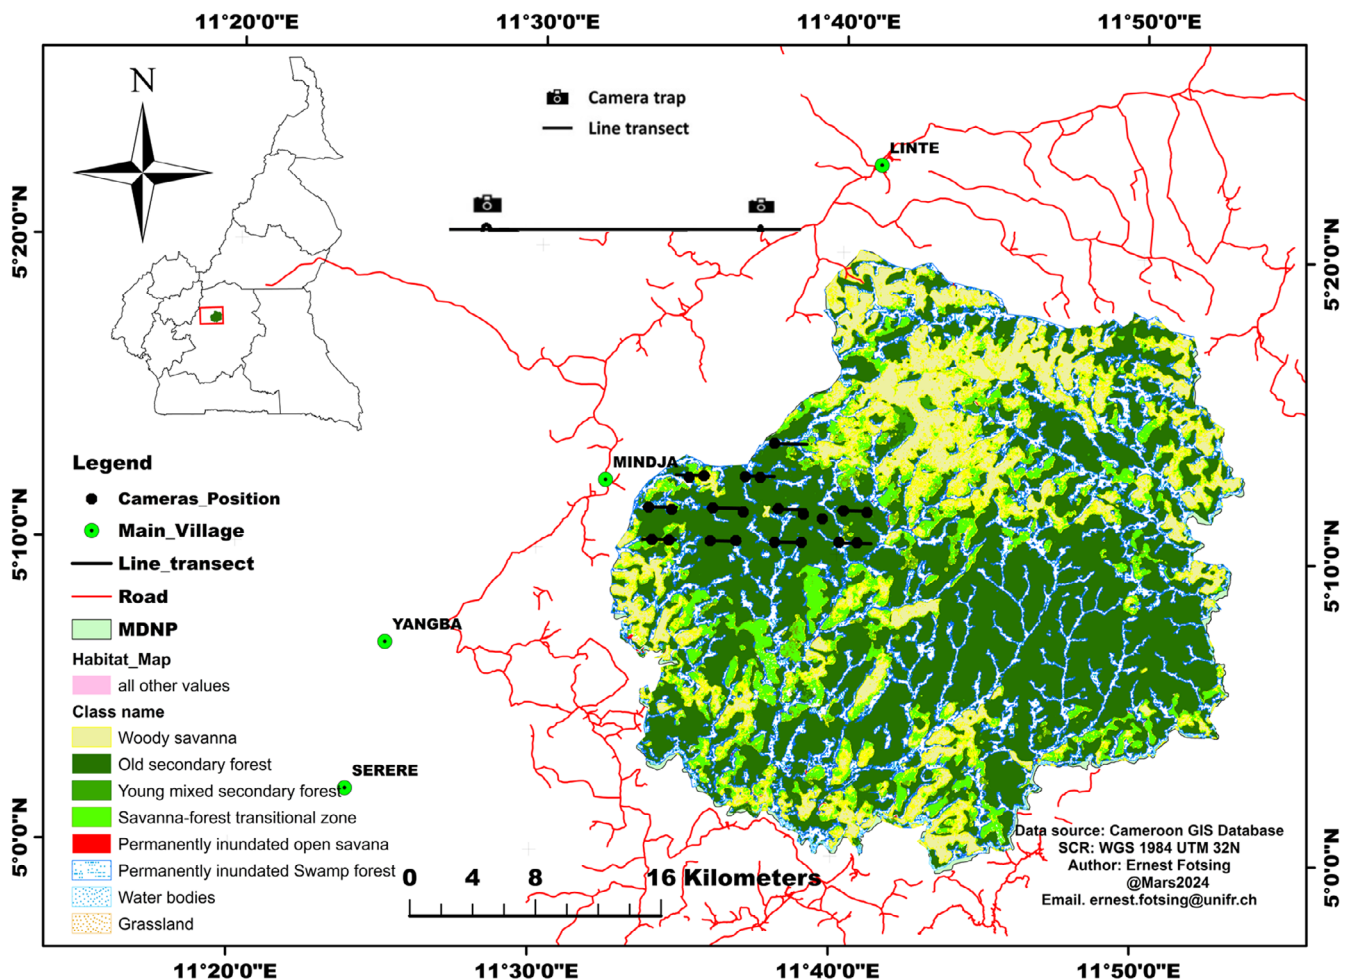 11°20'0"E 11°30'0"E 11°40'0"E 11°50'0"E
N
Camera trap
Line transect
LINTE
5°20'0"N
5°20'0"N
MINDJA
Legend
Cameras_Position
Main_Village
Line_transect
Road
MDNP
Habitat_Map
all other values
Class name
Woody savanna
Old secondary forest
Young mixed secondary forest
Savanna-forest transitional zone
Permanently inundated open savana
Permanently inundated Swamp forest
Water bodies
Grassland
5°10'0"N
5°10'0"N
YANGBA
SERERE
5°0'0"N
5°0'0"N
0 4 8 16 Kilometers
Data source: Cameroon GIS Database
SCR: WGS 1984 UTM 32N
Author: Ernest Fotsing
@Mars2024
Email. ernest.fotsing@unifr.ch
11°20'0"E 11°30'0"E 11°40'0"E 11°50'0"E